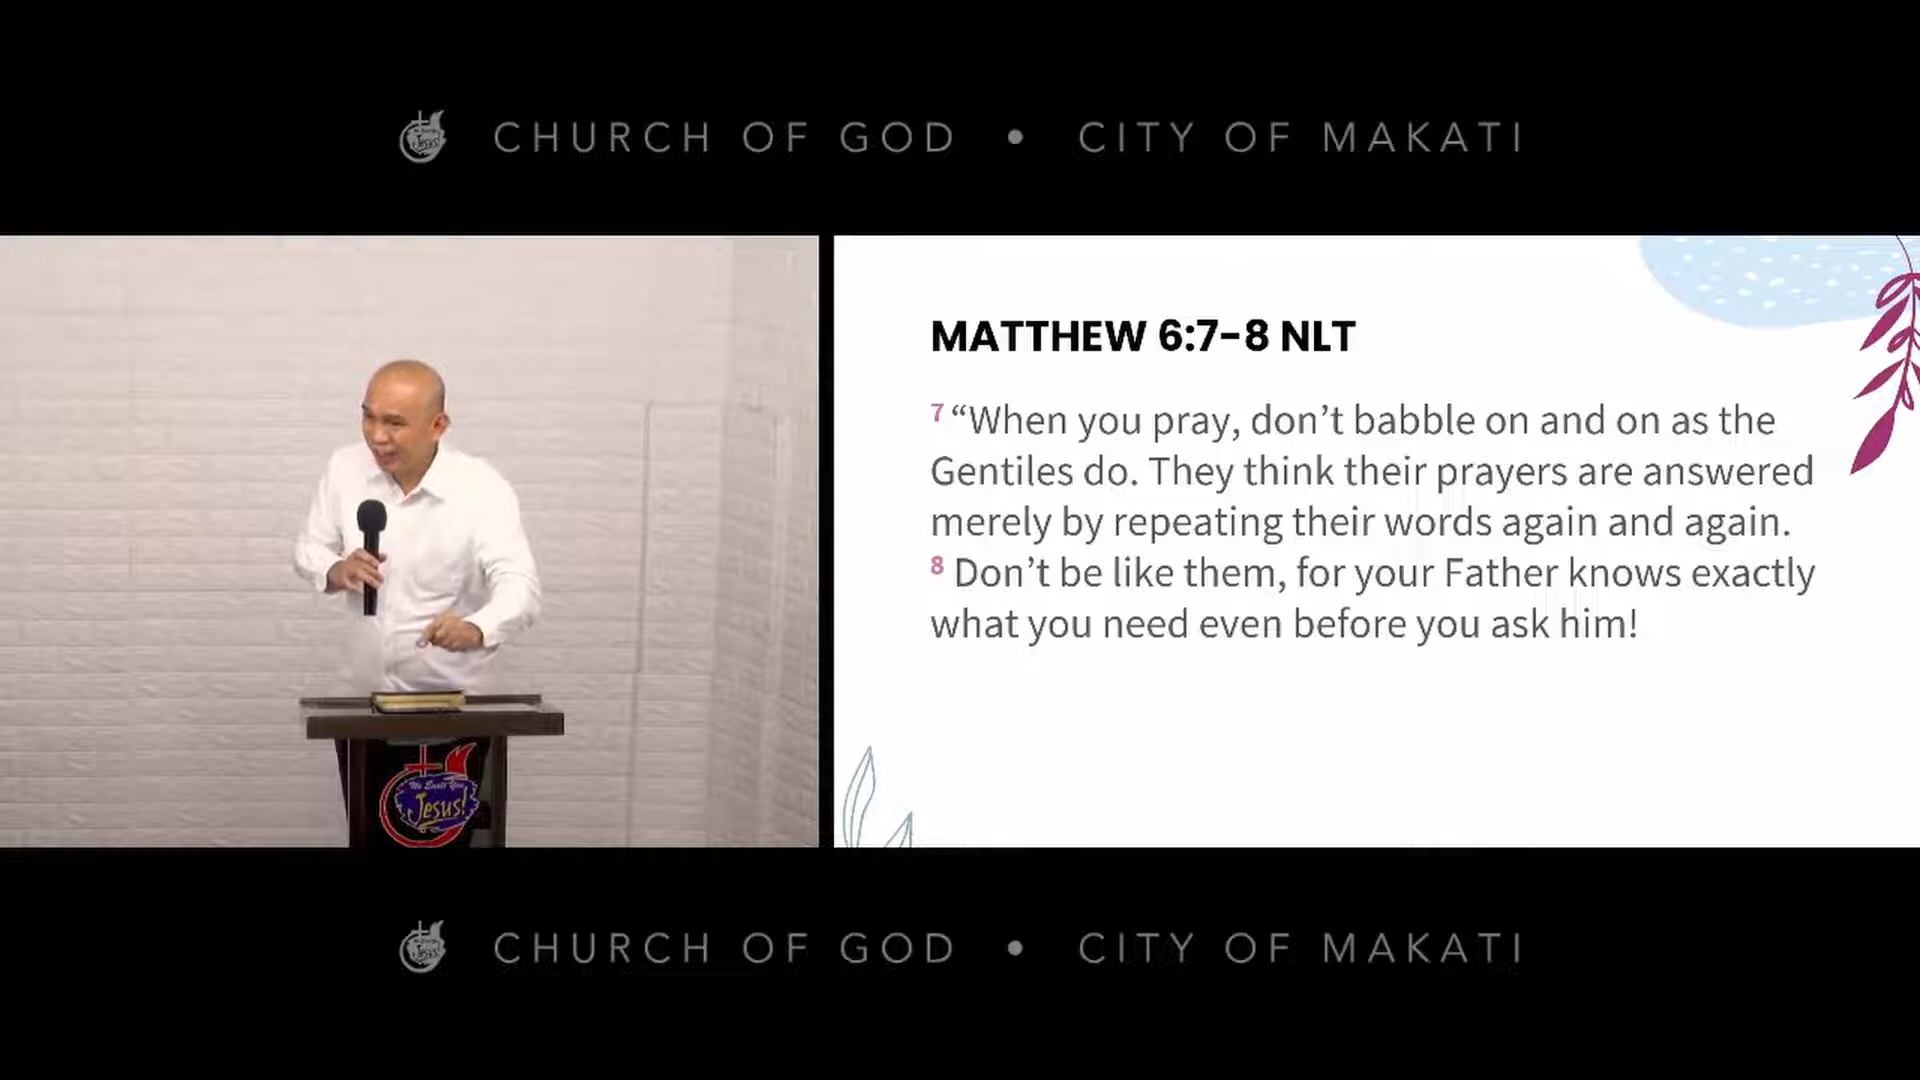 CHURCH OF GOD • CITY OF MAKATI
MATTHEW 6:7-8 NLT
7 “When you pray, don’t babble on and on as the
Gentiles do. They think their prayers are answered
merely by repeating their words again and again.
8 Don’t be like them, for your Father knows exactly
what you need even before you ask him!
We Exalt You
Jesus!
CHURCH OF GOD • CITY OF MAKATI